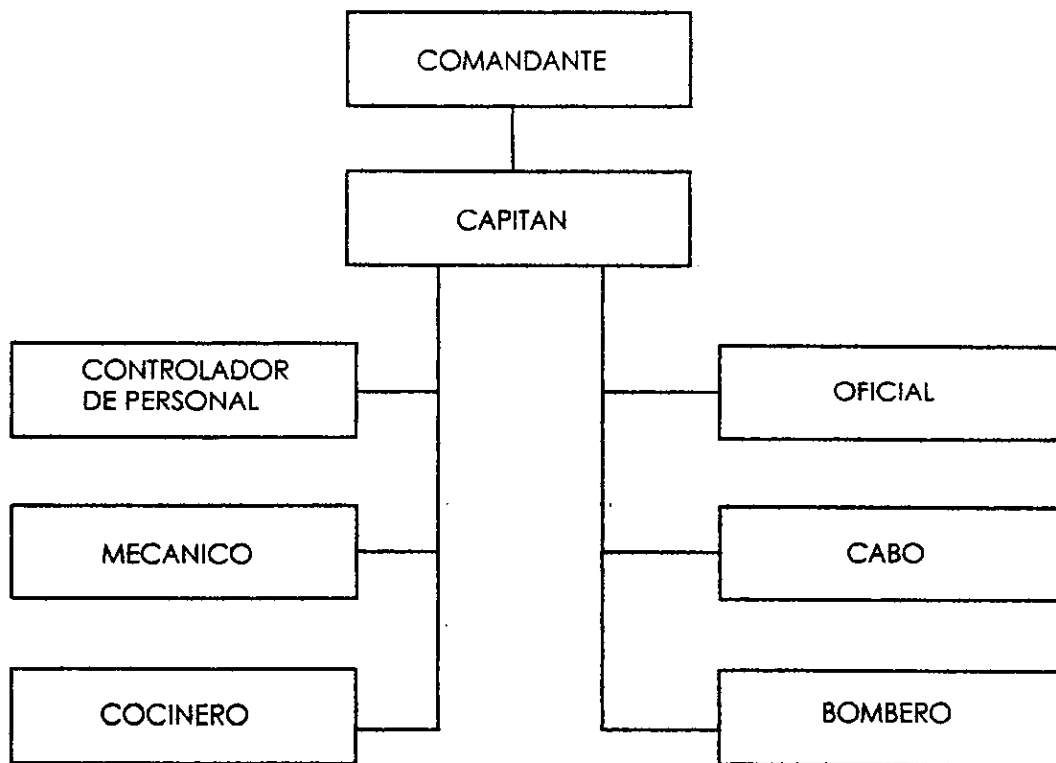 COMANDANTE
CAPITAN
CONTROLADOR
DE PERSONAL
OFICIAL
MECANICO
CABO
COCINERO
BOMBERO